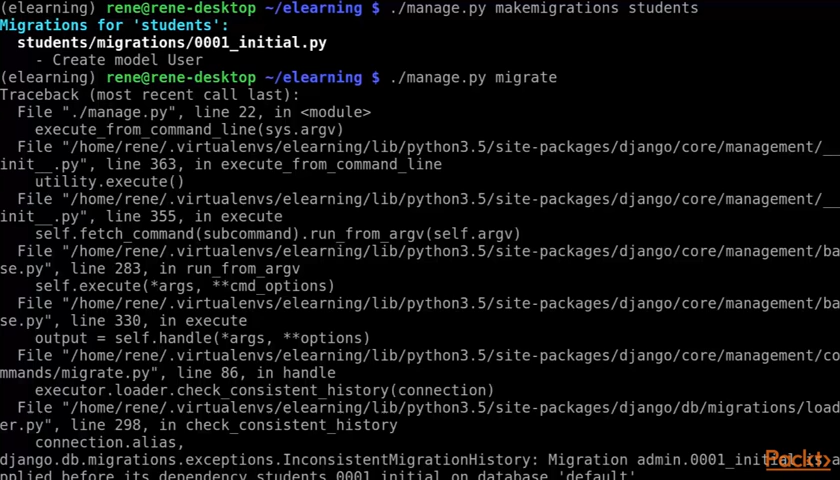 (elearning) rene@rene-desktop ~/elearning $ ./manage.py makemigrations students
Migrations for 'students':
  students/migrations/0001_initial.py
    - Create model User
(elearning) rene@rene-desktop ~/elearning $ ./manage.py migrate
Traceback (most recent call last):
  File "./manage.py", line 22, in <module>
    execute_from_command_line(sys.argv)
  File "/home/rene/.virtualenvs/elearning/lib/python3.5/site-packages/django/core/management/__
init__.py", line 363, in execute_from_command_line
    utility.execute()
  File "/home/rene/.virtualenvs/elearning/lib/python3.5/site-packages/django/core/management/__
init__.py", line 355, in execute
    self.fetch_command(subcommand).run_from_argv(self.argv)
  File "/home/rene/.virtualenvs/elearning/lib/python3.5/site-packages/django/core/management/ba
se.py", line 283, in run_from_argv
    self.execute(*args, **cmd_options)
  File "/home/rene/.virtualenvs/elearning/lib/python3.5/site-packages/django/core/management/ba
se.py", line 330, in execute
    output = self.handle(*args, **options)
  File "/home/rene/.virtualenvs/elearning/lib/python3.5/site-packages/django/core/management/co
mmands/migrate.py", line 86, in handle
    executor.loader.check_consistent_history(connection)
  File "/home/rene/.virtualenvs/elearning/lib/python3.5/site-packages/django/db/migrations/load
er.py", line 298, in check_consistent_history
    connection.alias,
django.db.migrations.exceptions.InconsistentMigrationHistory: Migration admin.0001_initial is a
pplied before its dependency students.0001_initial on database 'default'
Packt>